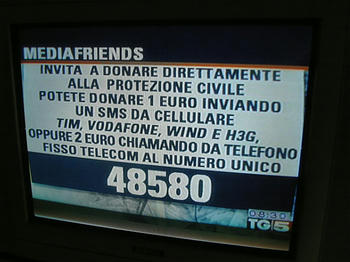 MEDIAFRIENDS
INVITA A DONARE DIRETTAMENTE
ALLA PROTEZIONE CIVILE
POTETE DONARE 1 EURO INVIANDO
UN SMS DA CELLULARE
TIM, VODAFONE, WIND E H3G,
OPPURE 2 EURO CHIAMANDO DA TELEFONO
FISSO TELECOM AL NUMERO UNICO
48580
08:30
TG5